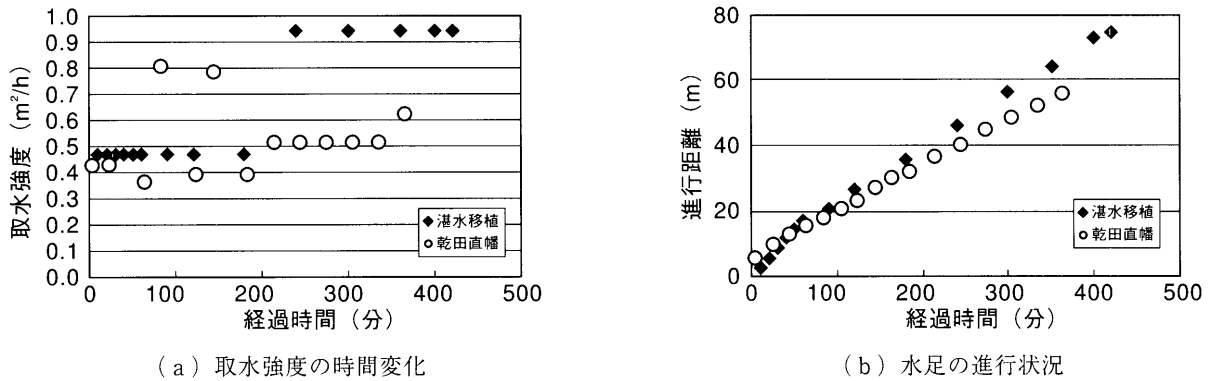 1.0
0.9
0.8
0.7
0.6
0.5
0.4
0.3
0.2
0.1
0.0
取水強度（m²/h）
0 100 200 300 400 500
経過時間（分）
◆湛水移植
○乾田直幡
（a）取水強度の時間変化
80
60
40
20
0
進行距離（m）
0 100 200 300 400 500
経過時間（分）
◆湛水移植
○乾田直幡
（b）水足の進行状況